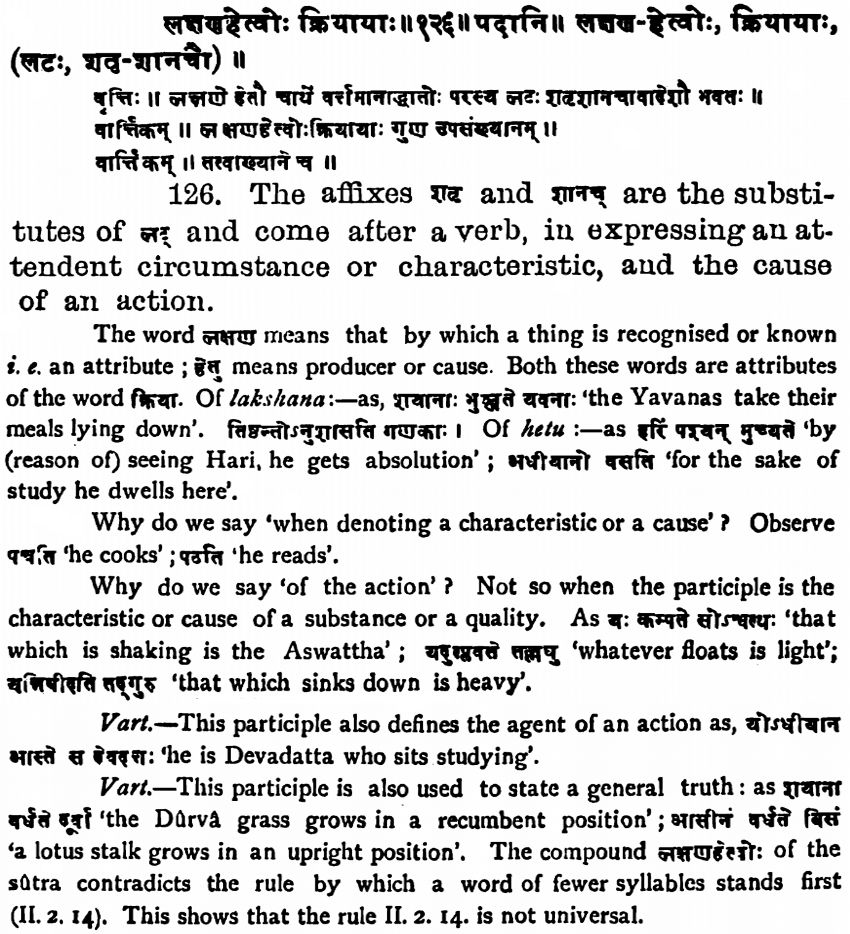 लक्षणहेत्वोः क्रियायाः॥१२६॥पदानि॥ लक्षण-हेत्वोः, क्रियायाः,
(लटः, शतृ-शानचौ) ॥
वृत्तिः ॥ लक्षणे हेतौ चार्थे वर्त्तमानाद्धातोः परस्य लटः शतृशानचावादेशौ भवतः ॥
वार्त्तिकम् ॥ लक्षणहेत्वोःक्रियायाः गुण उपसंख्यानम् ॥
वार्त्तिकम् ॥ तत्त्वाख्याने च ॥
126. The affixes शतृ and शानच् are the substi-
tutes of लट् and come after a verb, in expressing an at-
tendent circumstance or characteristic, and the cause
of an action.
The word लक्षण means that by which a thing is recognised or known
i. e. an attribute ; हेतु means producer or cause. Both these words are attributes
of the word क्रिया. Of lakshana:—as, शयानाः भुञ्जते यवनाः 'the Yavanas take their
meals lying down'. तिष्ठन्तोऽनुशासति गणकाः । Of hetu :—as हरिं पश्यन् मुच्यते 'by
(reason of) seeing Hari, he gets absolution' ; अधीयानो वसति 'for the sake of
study he dwells here'.
Why do we say 'when denoting a characteristic or a cause' ? Observe
पचति 'he cooks' ; पठति 'he reads'.
Why do we say 'of the action' ? Not so when the participle is the
characteristic or cause of a substance or a quality. As यः कम्पते सोऽश्वत्थः 'that
which is shaking is the Aswattha' ; यदुत्प्लवते तल्लघु 'whatever floats is light';
यन्निषीदति तद्गुरु 'that which sinks down is heavy'.
Vart.—This participle also defines the agent of an action as, योऽधीयान
आस्ते स देवदत्तः 'he is Devadatta who sits studying'.
Vart.—This participle is also used to state a general truth : as शयाना
वर्धते दूर्वा 'the Dûrvâ grass grows in a recumbent position' ; आसीनं वर्धते बिसं
'a lotus stalk grows in an upright position'. The compound लक्षणहेत्वोः of the
sûtra contradicts the rule by which a word of fewer syllables stands first
(II. 2. 14). This shows that the rule II. 2. 14. is not universal.